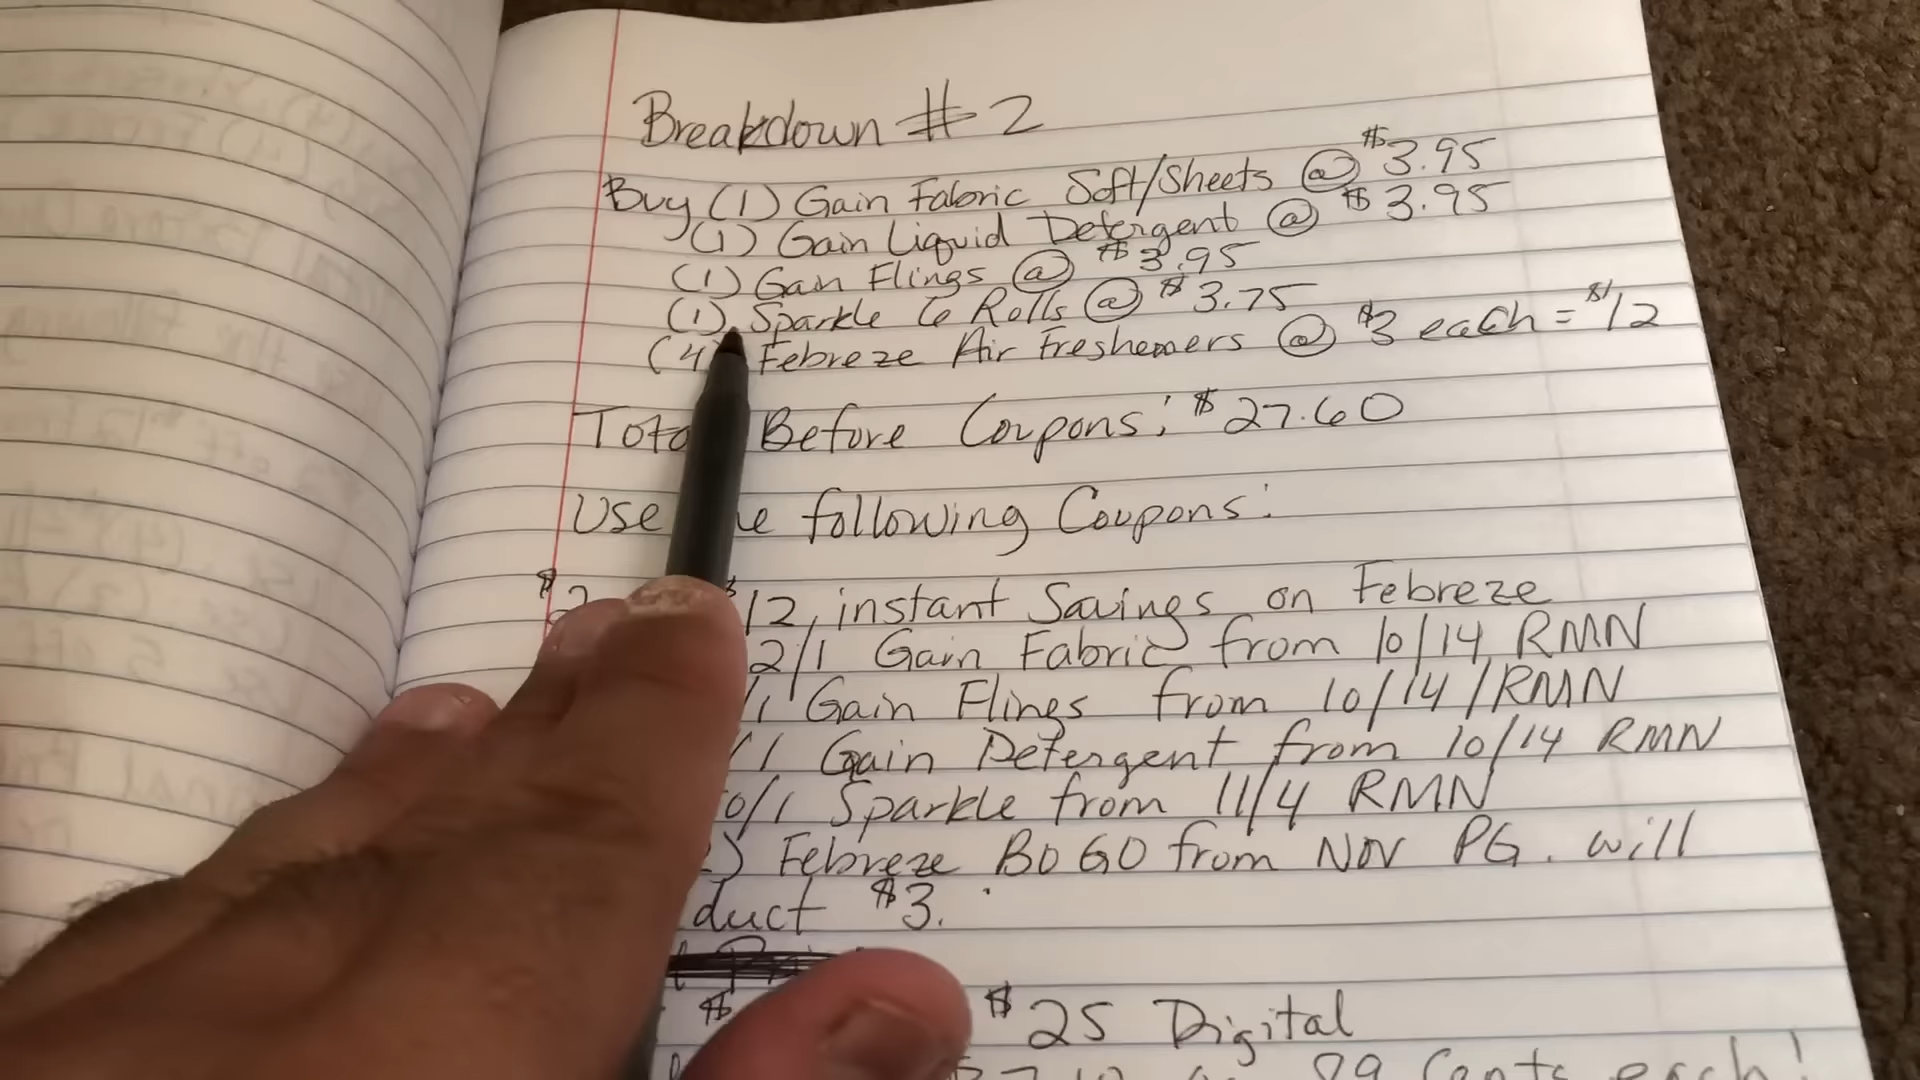 Breakdown # 2
Buy (1) Gain Fabric Soft/Sheets @ $3.95
(1) Gain Liquid Detergent @ $3.95
(1) Gain Flings @ $3.95
(1) Sparkle 6 Rolls @ $3.75
(4) Febreze Air Fresheners @ $3 each = $12
Before Coupons: $27.60
Use following Coupons:
$2 $12, instant Savings on Febreze
2/1 Gain Fabric from 10/14 RMN
/1 Gain Flings from 10/14/RMN
/1 Gain Detergent from 10/14 RMN
0/1 Sparkle from 11/4 RMN
Febreze BOGO from Nov PG. will
duct $3.
$ $25 Digital
89 Cents each!